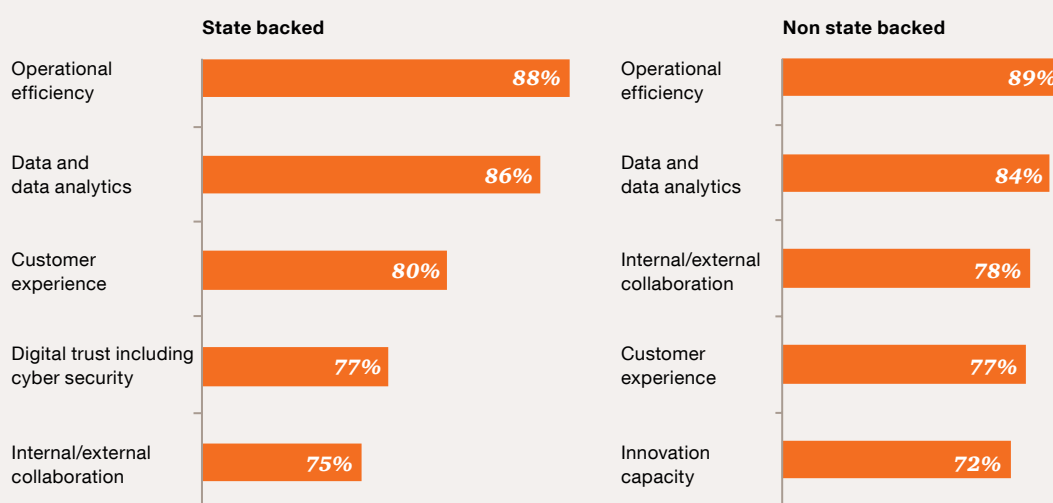 State backed
Operational
efficiency
88%
Data and
data analytics
86%
Customer
experience
80%
Digital trust including
cyber security
77%
Internal/external
collaboration
75%
Non state backed
Operational
efficiency
89%
Data and
data analytics
84%
Internal/external
collaboration
78%
Customer
experience
77%
Innovation
capacity
72%